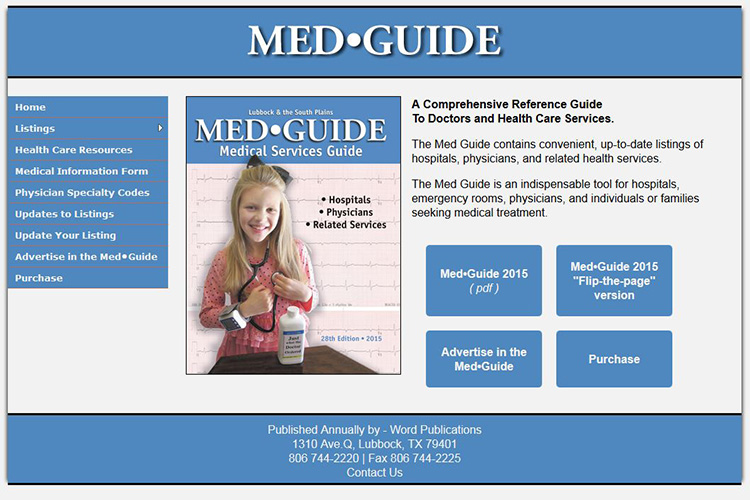 MED•GUIDE
Home
Listings
Health Care Resources
Medical Information Form
Physician Specialty Codes
Updates to Listings
Update Your Listing
Advertise in the Med•Guide
Purchase
Lubbock & the South Plains
MED•GUIDE
Medical Services Guide
• Hospitals
• Physicians
• Related Services
Just
what the
Doctor
Ordered
28th Edition • 2015
A Comprehensive Reference Guide
To Doctors and Health Care Services.
The Med Guide contains convenient, up-to-date listings of
hospitals, physicians, and related health services.
The Med Guide is an indispensable tool for hospitals,
emergency rooms, physicians, and individuals or families
seeking medical treatment.
Med•Guide 2015
( pdf )
Med•Guide 2015
"Flip-the-page"
version
Advertise in the
Med•Guide
Purchase
Published Annually by - Word Publications
1310 Ave.Q, Lubbock, TX 79401
806 744-2220 | Fax 806 744-2225
Contact Us